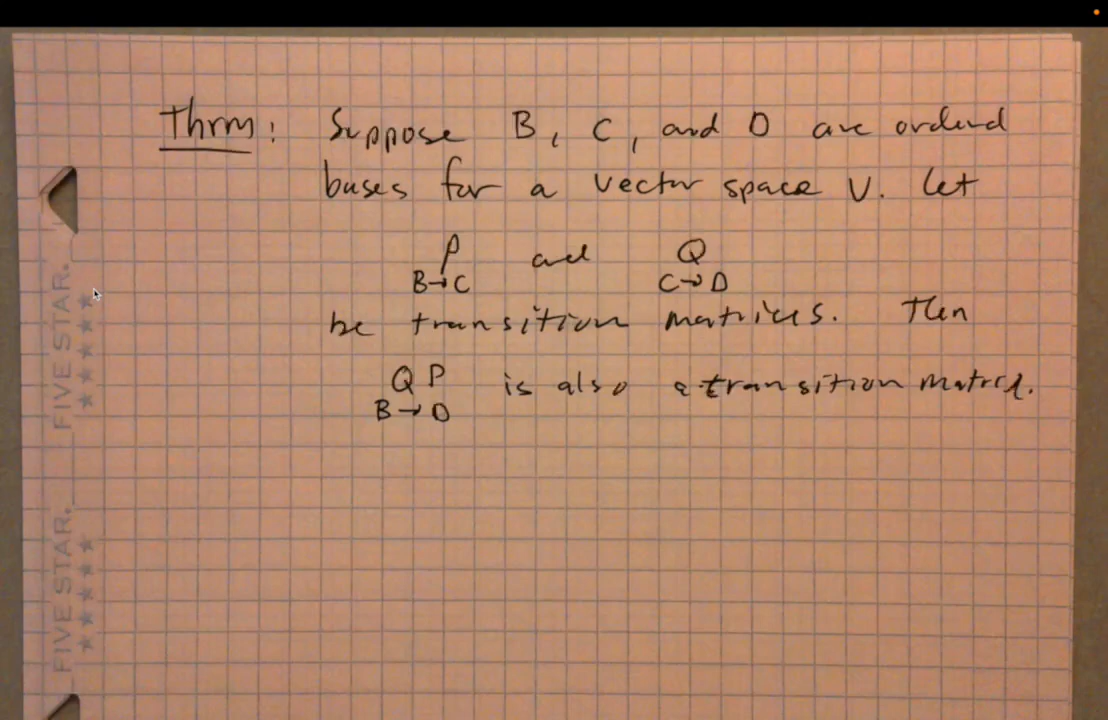 Thrm: Suppose B, C, and D are ordered
bases for a vector space V. Let
P and Q
B→C C→D
be transition matrices. Then
QP is also a transition matrix.
B→D
FIVE STAR.
FIVE STAR.